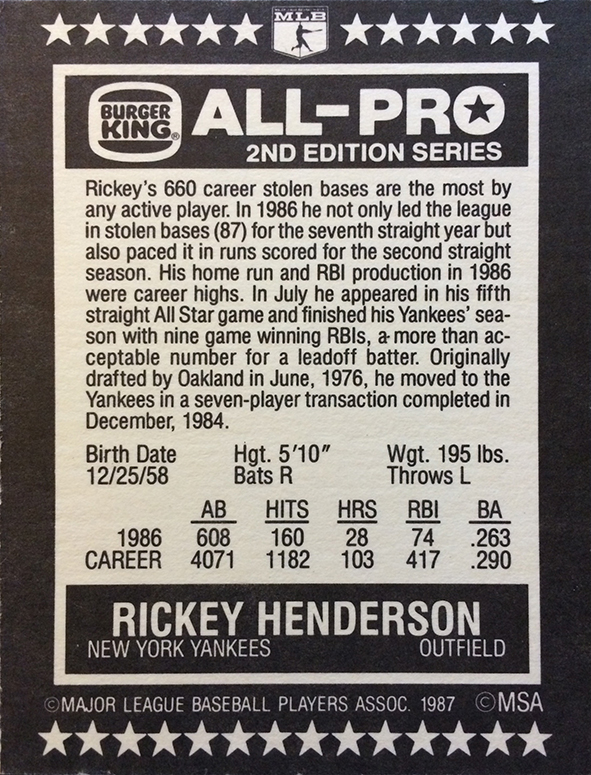 MLB
BURGER
KING®
ALL-PRO
2ND EDITION SERIES
Rickey's 660 career stolen bases are the most by
any active player. In 1986 he not only led the league
in stolen bases (87) for the seventh straight year but
also paced it in runs scored for the second straight
season. His home run and RBI production in 1986
were career highs. In July he appeared in his fifth
straight All Star game and finished his Yankees' sea-
son with nine game winning RBIs, a more than ac-
ceptable number for a leadoff batter. Originally
drafted by Oakland in June, 1976, he moved to the
Yankees in a seven-player transaction completed in
December, 1984.
Birth Date Hgt. 5'10" Wgt. 195 lbs.
12/25/58 Bats R Throws L
AB HITS HRS RBI BA
1986 608 160 28 74 .263
CAREER 4071 1182 103 417 .290
RICKEY HENDERSON
NEW YORK YANKEES OUTFIELD
©MAJOR LEAGUE BASEBALL PLAYERS ASSOC. 1987 ©MSA